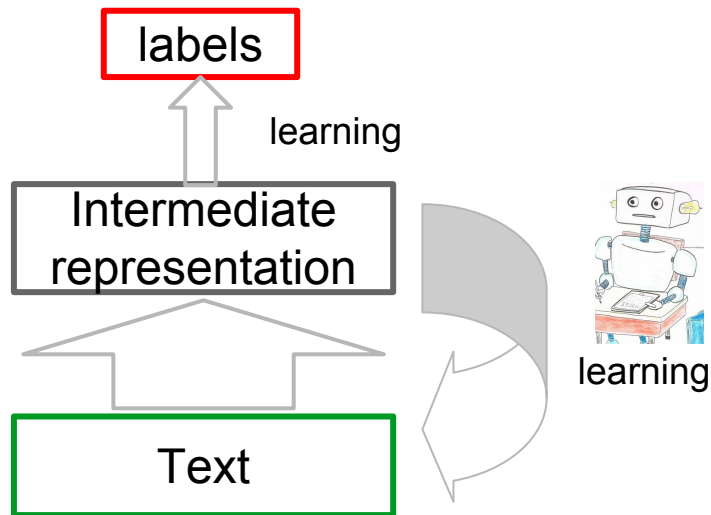 labels
learning
Intermediate
representation
learning
Text